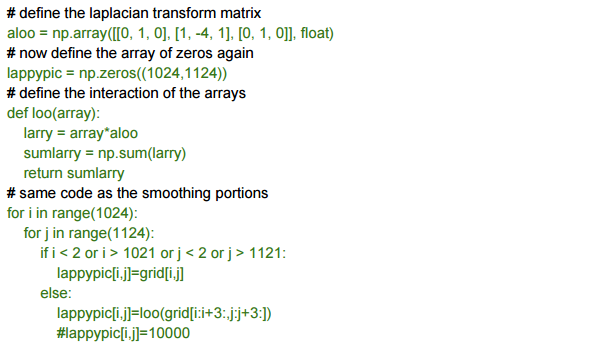 # define the laplacian transform matrix
aloo = np.array([[0, 1, 0], [1, -4, 1], [0, 1, 0]], float)
# now define the array of zeros again
lappypic = np.zeros((1024,1124))
# define the interaction of the arrays
def loo(array):
larry = array*aloo
sumlarry = np.sum(larry)
return sumlarry
# same code as the smoothing portions
for i in range(1024):
for j in range(1124):
if i < 2 or i > 1021 or j < 2 or j > 1121:
lappypic[i,j]=grid[i,j]
else:
lappypic[i,j]=loo(grid[i:i+3:,j:j+3:])
#lappypic[i,j]=10000